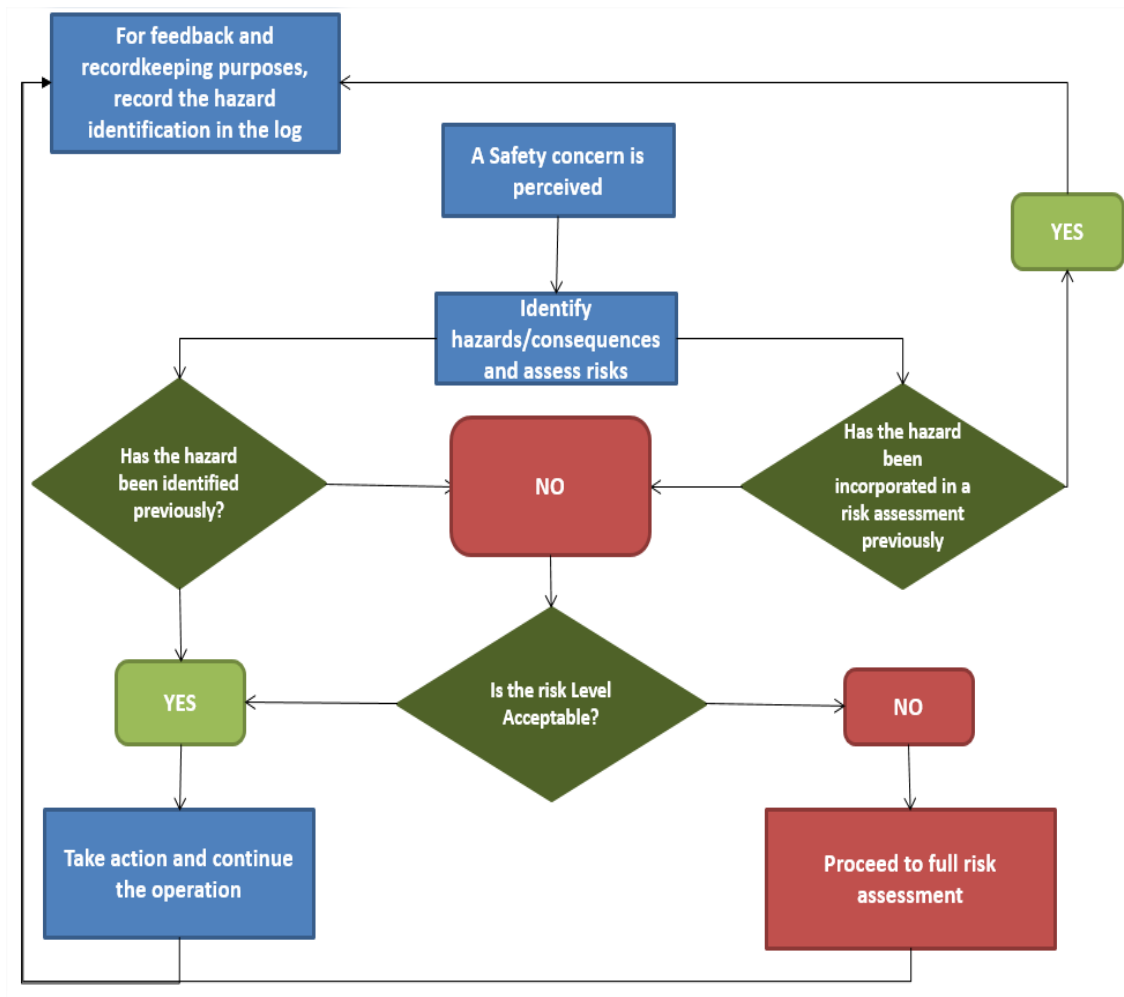 For feedback and
recordkeeping purposes,
record the hazard
identification in the log
A Safety concern is
perceived
YES
Identify
hazards/consequences
and assess risks
Has the hazard
been identified
previously?
NO
Has the hazard
been
incorporated in a
risk assessment
previously
YES
Is the risk Level
Acceptable?
NO
Take action and continue
the operation
Proceed to full risk
assessment